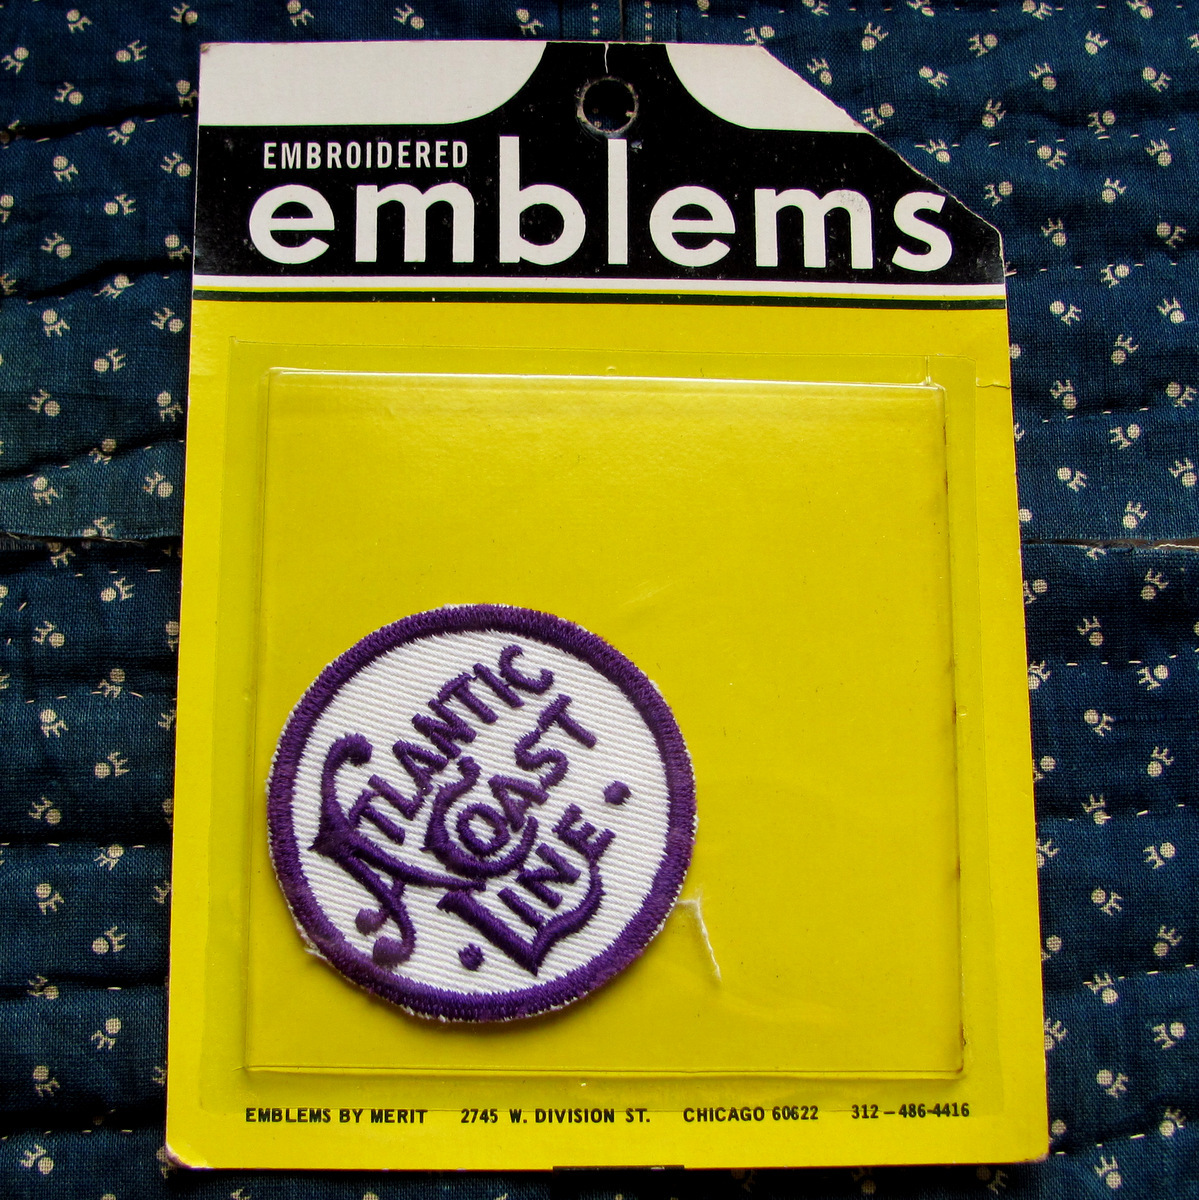 EMBROIDERED
emblems
ATLANTIC
COAST
LINE
EMBLEMS BY MERIT 2745 W. DIVISION ST. CHICAGO 60622 312-486-4416